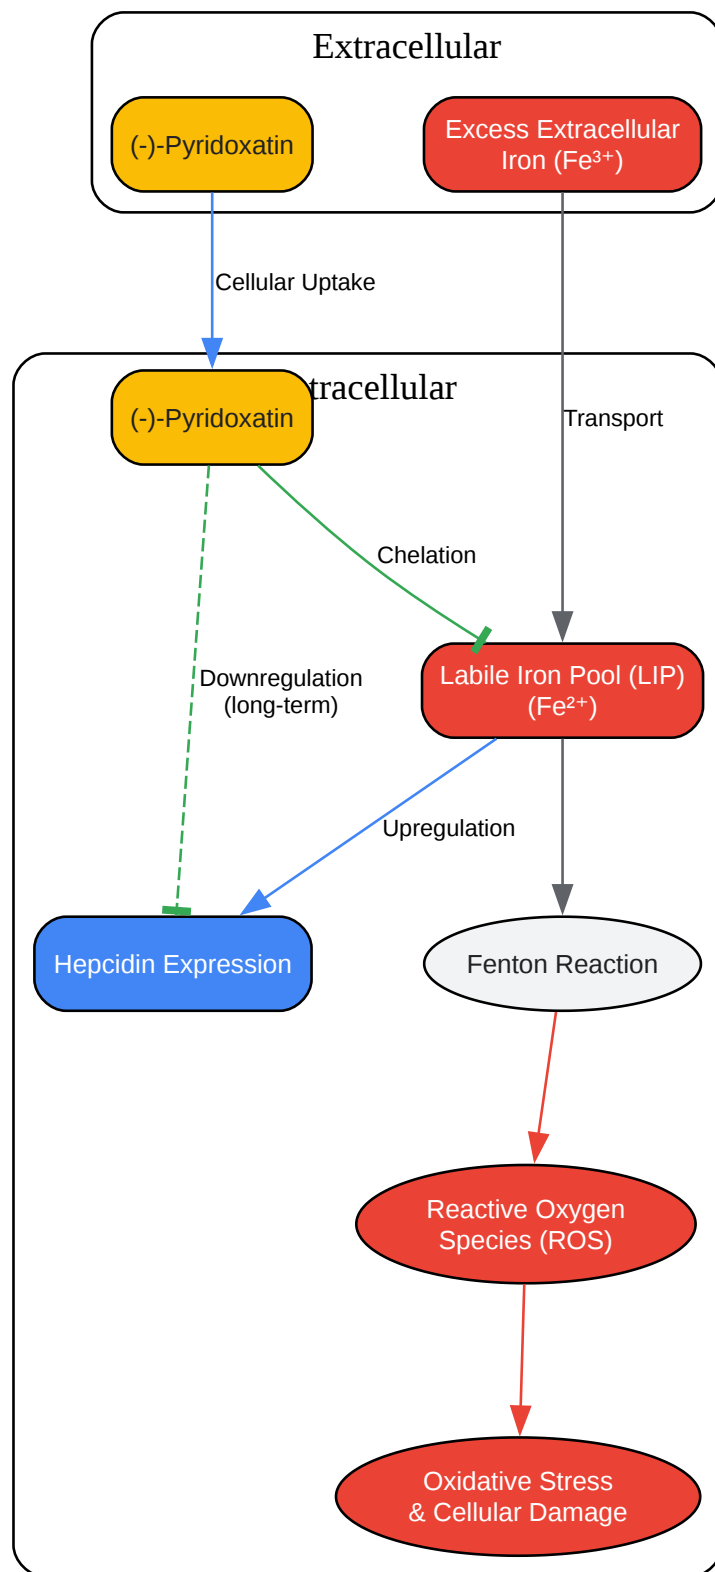 Extracellular
(-)-Pyridoxatin
Excess Extracellular
Iron (Fe³⁺)
Cellular Uptake
tracellular
(-)-Pyridoxatin
Transport
Chelation
Labile Iron Pool (LIP)
(Fe²⁺)
Downregulation
(long-term)
Upregulation
Hepcidin Expression
Fenton Reaction
Reactive Oxygen
Species (ROS)
Oxidative Stress
& Cellular Damage